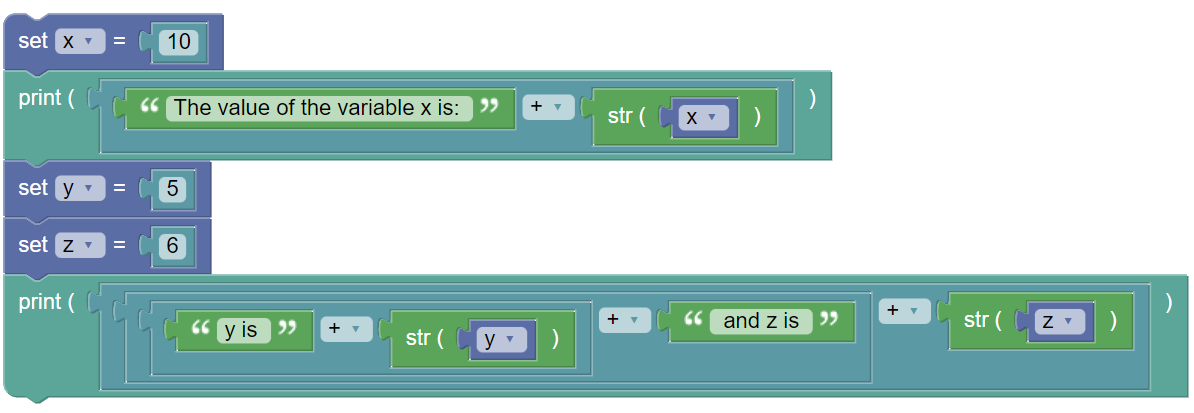 set x = 10
print ( “ The value of the variable x is: ” + str ( x ) )
set y = 5
set z = 6
print ( “ y is ” + str ( y ) + “ and z is ” + str ( z ) )